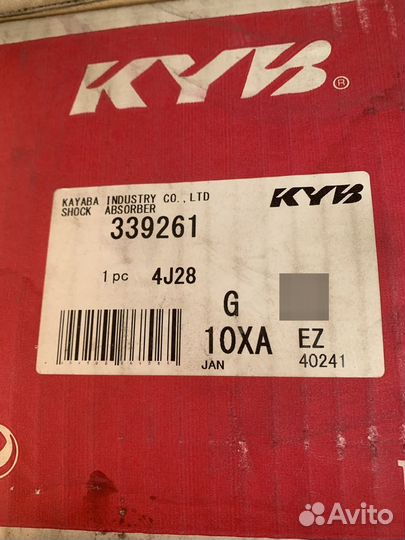 KYB®
KAYABA INDUSTRY CO.,LTD
SHOCK ABSORBER
KYB
339261
1 pc 4J28
G
10XA EZ
JAN 40241
Avito